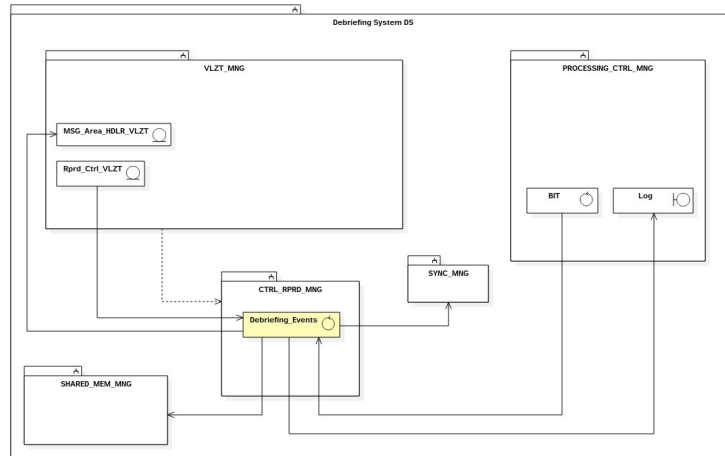 Debriefing System DS
VLZT_MNG
PROCESSING_CTRL_MNG
MSG_Area_HDLR_VLZT
Rprd_Ctrl_VLZT
BIT
Log
SYNC_MNG
CTRL_RPRD_MNG
Debriefing_Events
SHARED_MEM_MNG